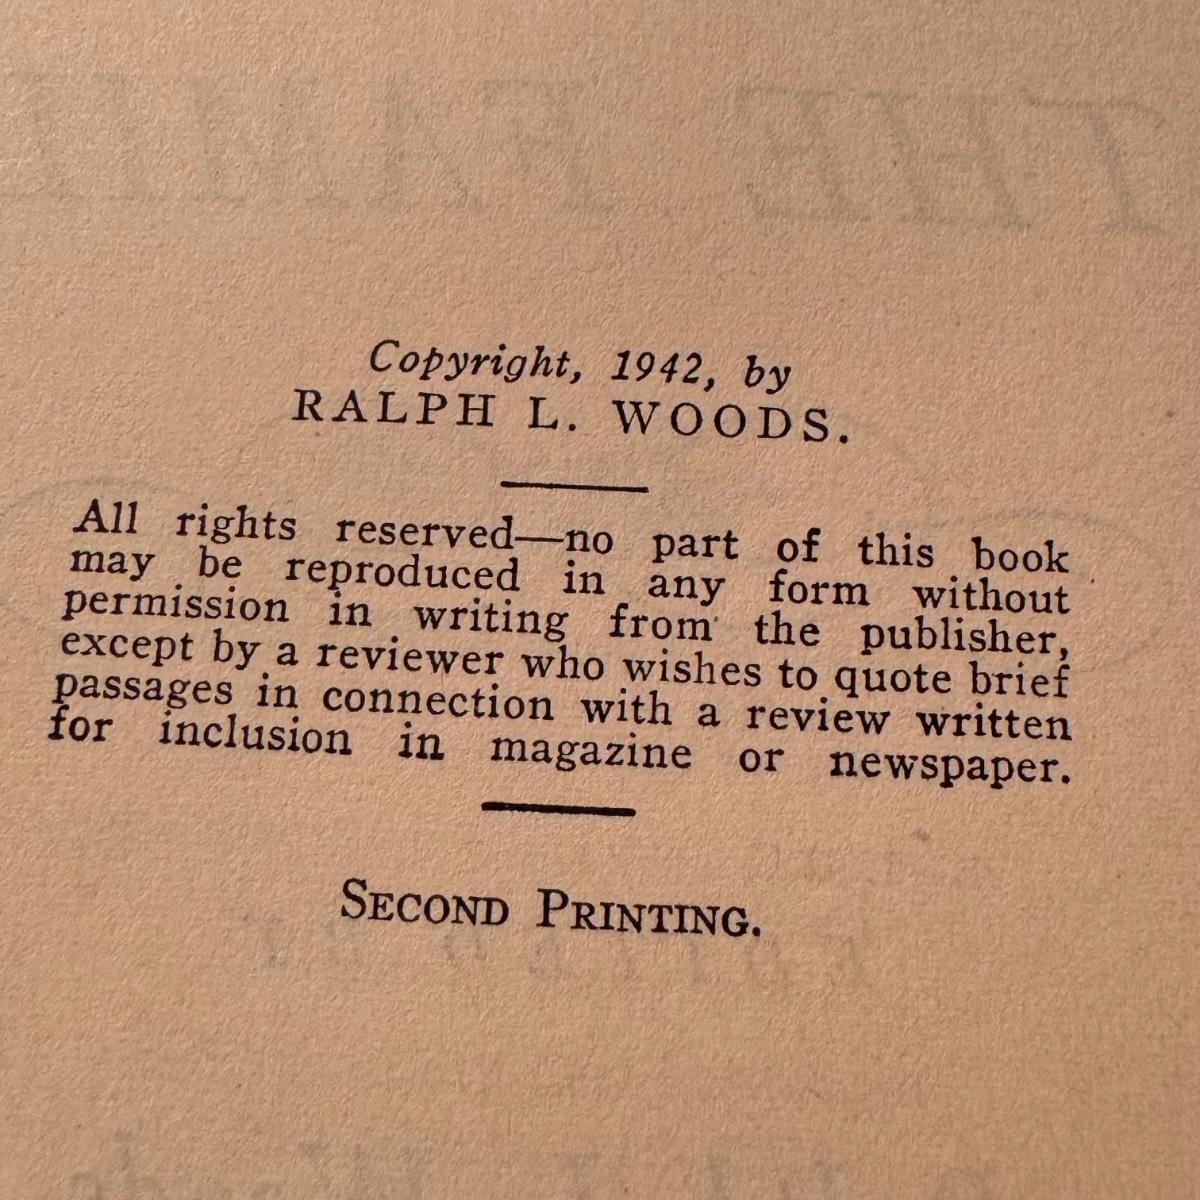 Copyright, 1942, by
RALPH L. WOODS.
All rights reserved—no part of this book
may be reproduced in any form without
permission in writing from the publisher,
except by a reviewer who wishes to quote brief
passages in connection with a review written
for inclusion in magazine or newspaper.
SECOND PRINTING.